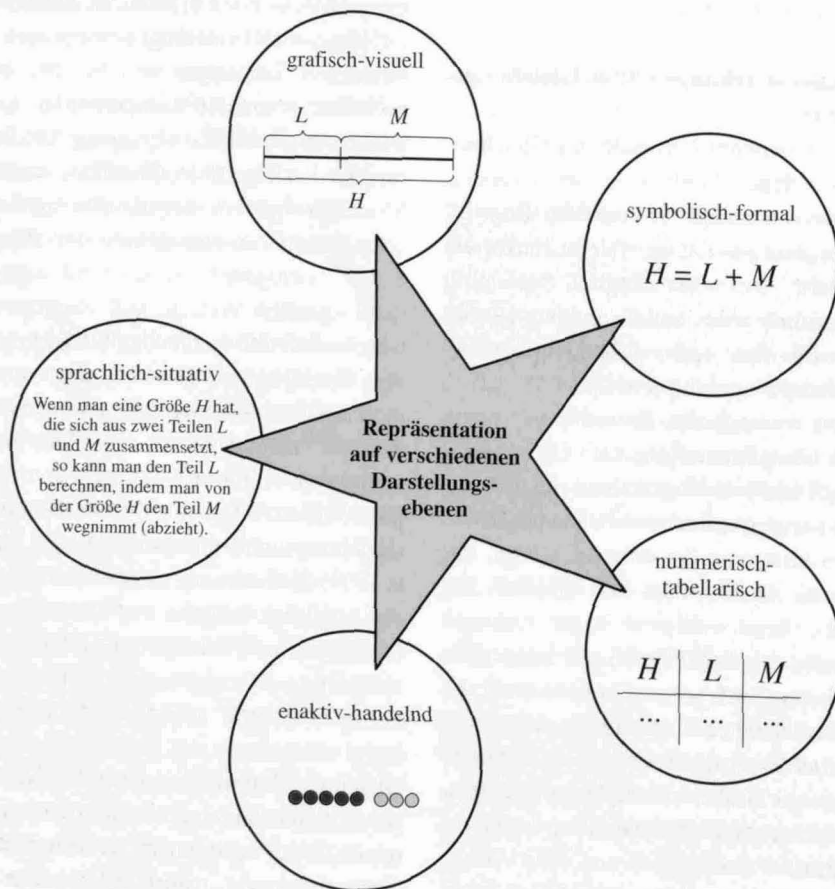 grafisch-visuell
L M
H
symbolisch-formal
H = L + M
sprachlich-situativ
Wenn man eine Größe H hat,
die sich aus zwei Teilen L
und M zusammensetzt,
so kann man den Teil L
berechnen, indem man von
der Größe H den Teil M
wegnimmt (abzieht).
Repräsentation
auf verschiedenen
Darstellungs-
ebenen
nummerisch-
tabellarisch
H L M
... ... ...
enaktiv-handelnd